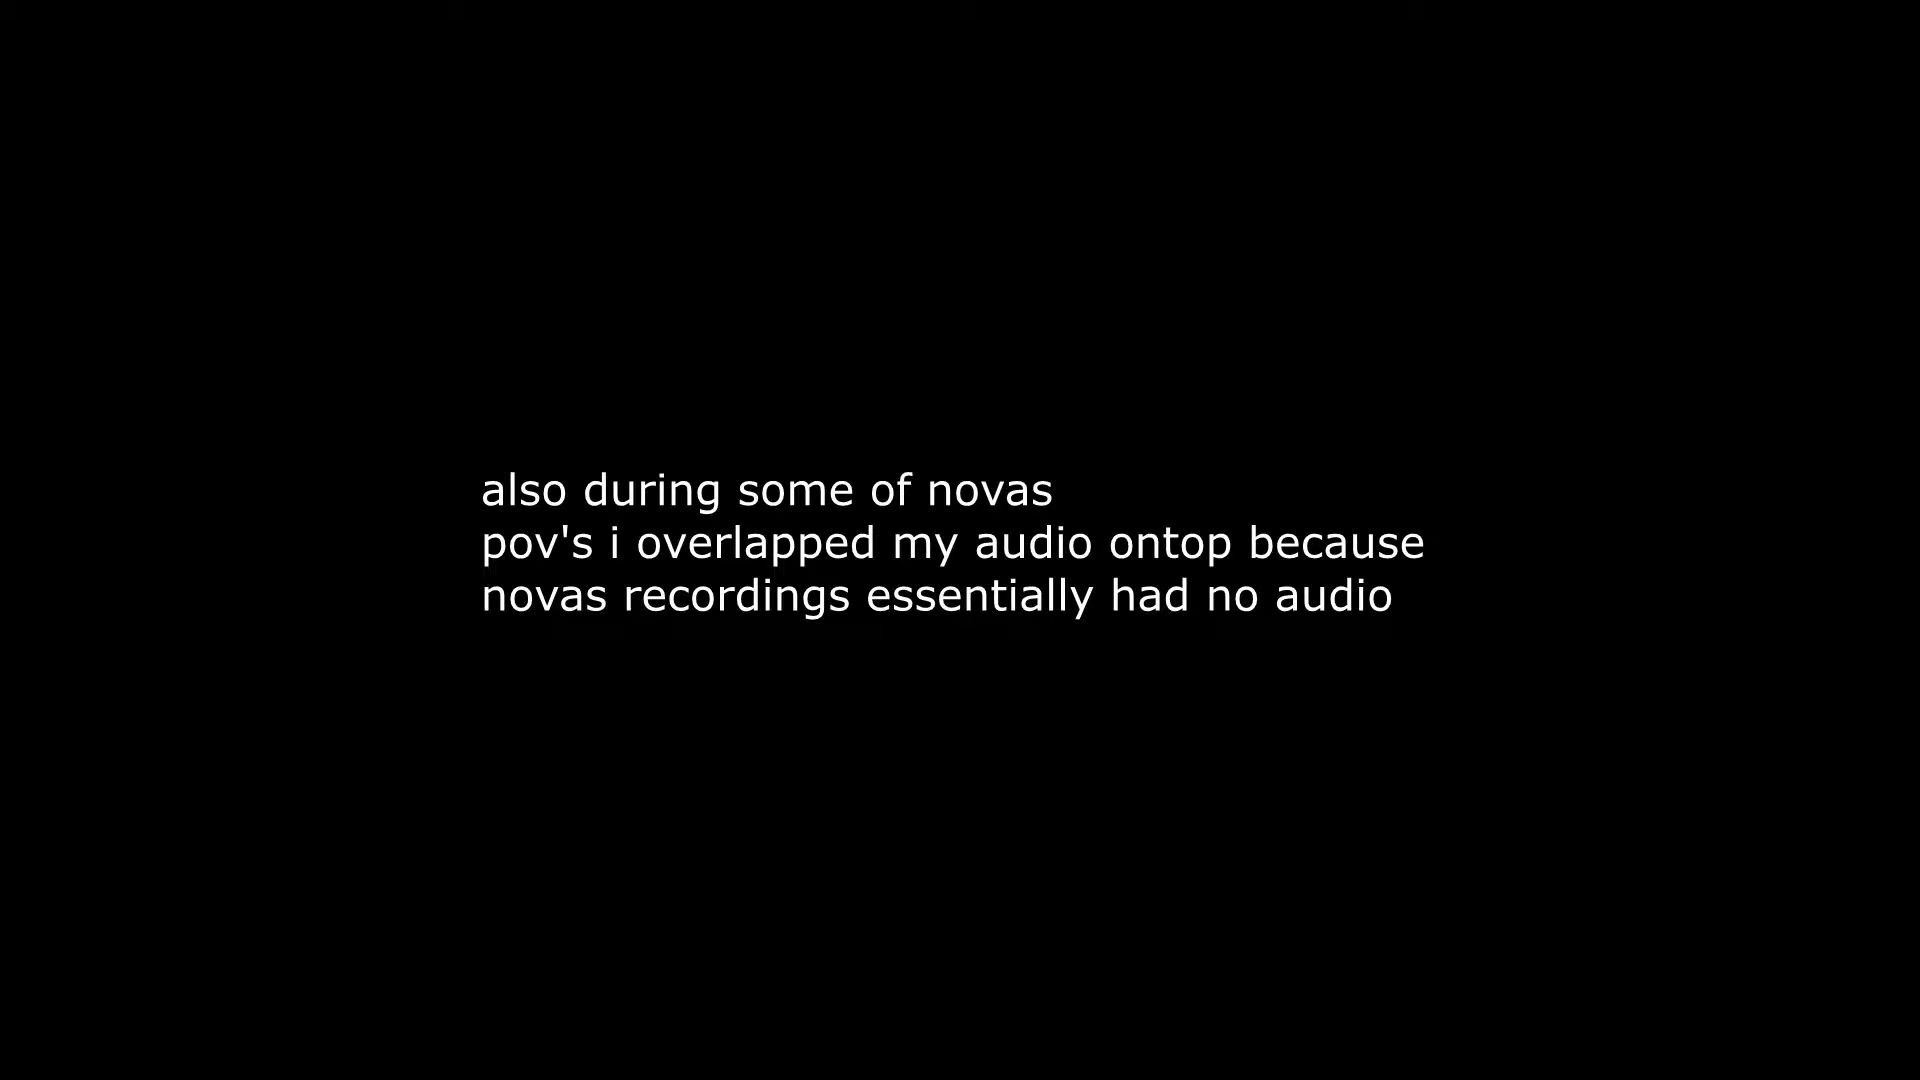 also during some of novas
pov's i overlapped my audio ontop because
novas recordings essentially had no audio